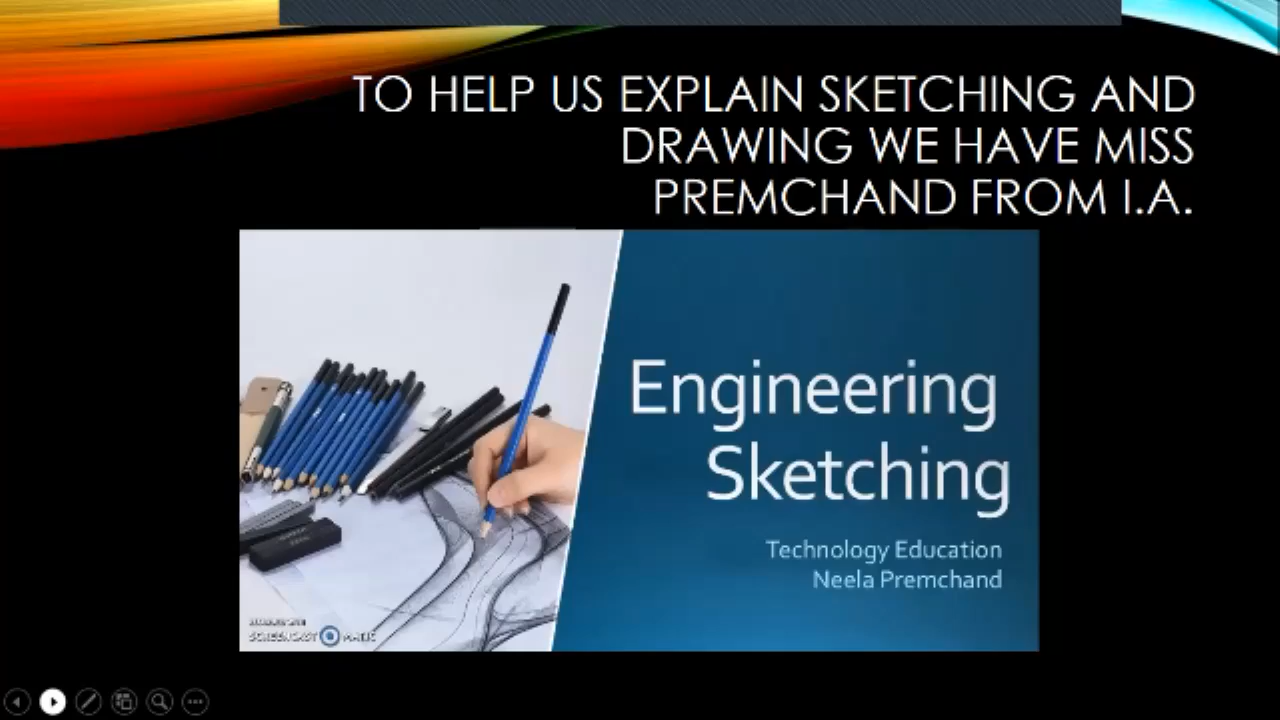 TO HELP US EXPLAIN SKETCHING AND
DRAWING WE HAVE MISS
PREMCHAND FROM I.A.
Engineering
Sketching
Technology Education
Neela Premchand
SCREENCAST MATIC